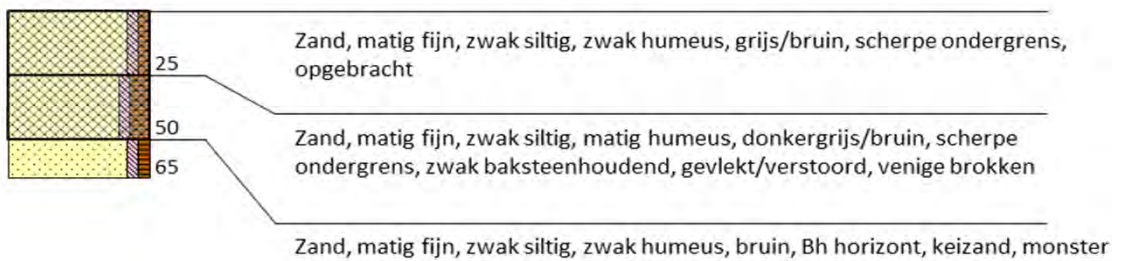 Zand, matig fijn, zwak siltig, zwak humeus, grijs/bruin, scherpe ondergrens,
opgebracht
25
Zand, matig fijn, zwak siltig, matig humeus, donkergrijs/bruin, scherpe
ondergrens, zwak baksteenhoudend, gevlekt/verstoord, venige brokken
50
65
Zand, matig fijn, zwak siltig, zwak humeus, bruin, Bh horizont, keizand, monster